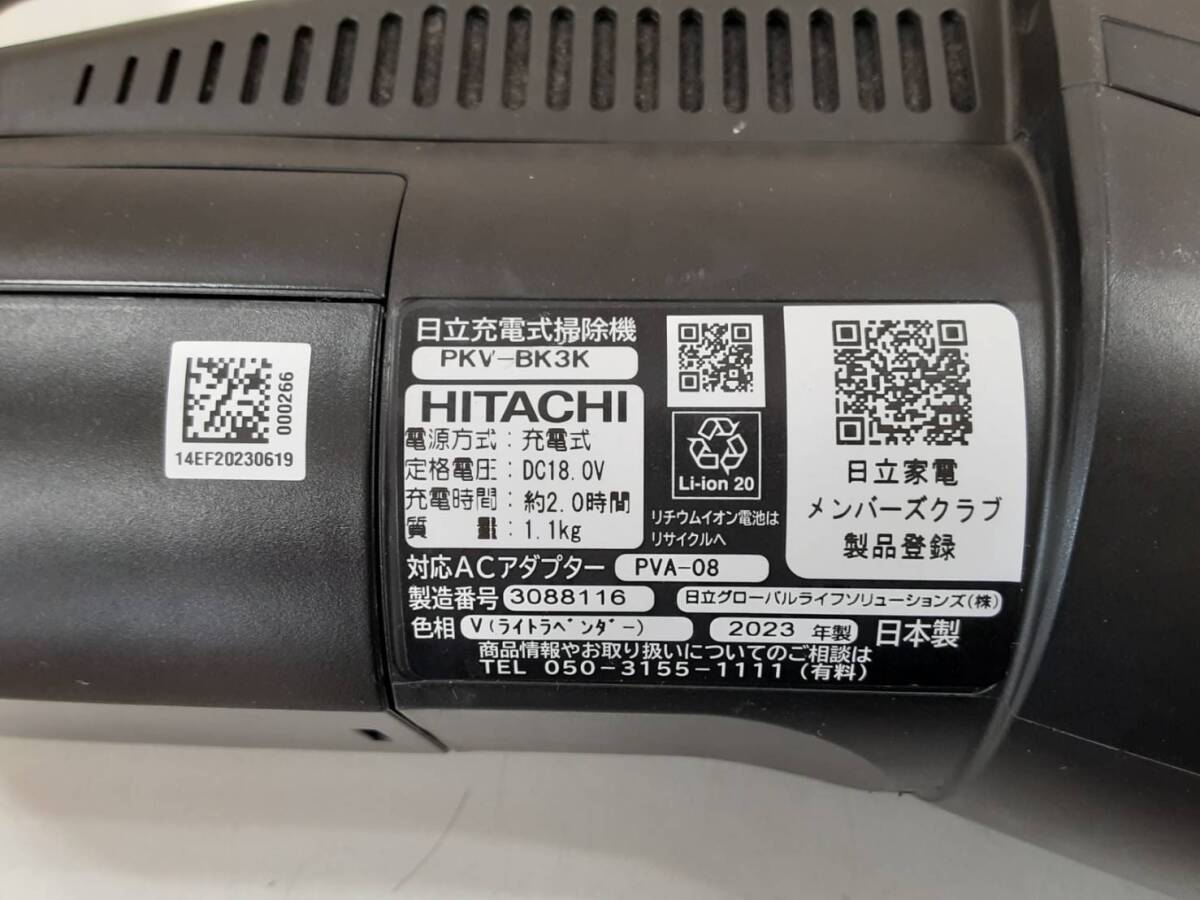 000266
14EF20230619
日立充電式掃除機
PKV-BK3K
HITACHI
電源方式：充電式
定格電圧：DC18.0V
充電時間：約2.0時間
質　量：1.1kg
Li-ion 20
リチウムイオン電池は
リサイクルへ
日立家電
メンバーズクラブ
製品登録
対応ACアダプター PVA-08
製造番号 3088116 日立グローバルライフソリューションズ(株)
色相 V(ライトラベンダー) 2023 年製 日本製
商品情報やお取り扱いについてのご相談は
TEL 050-3155-1111(有料)